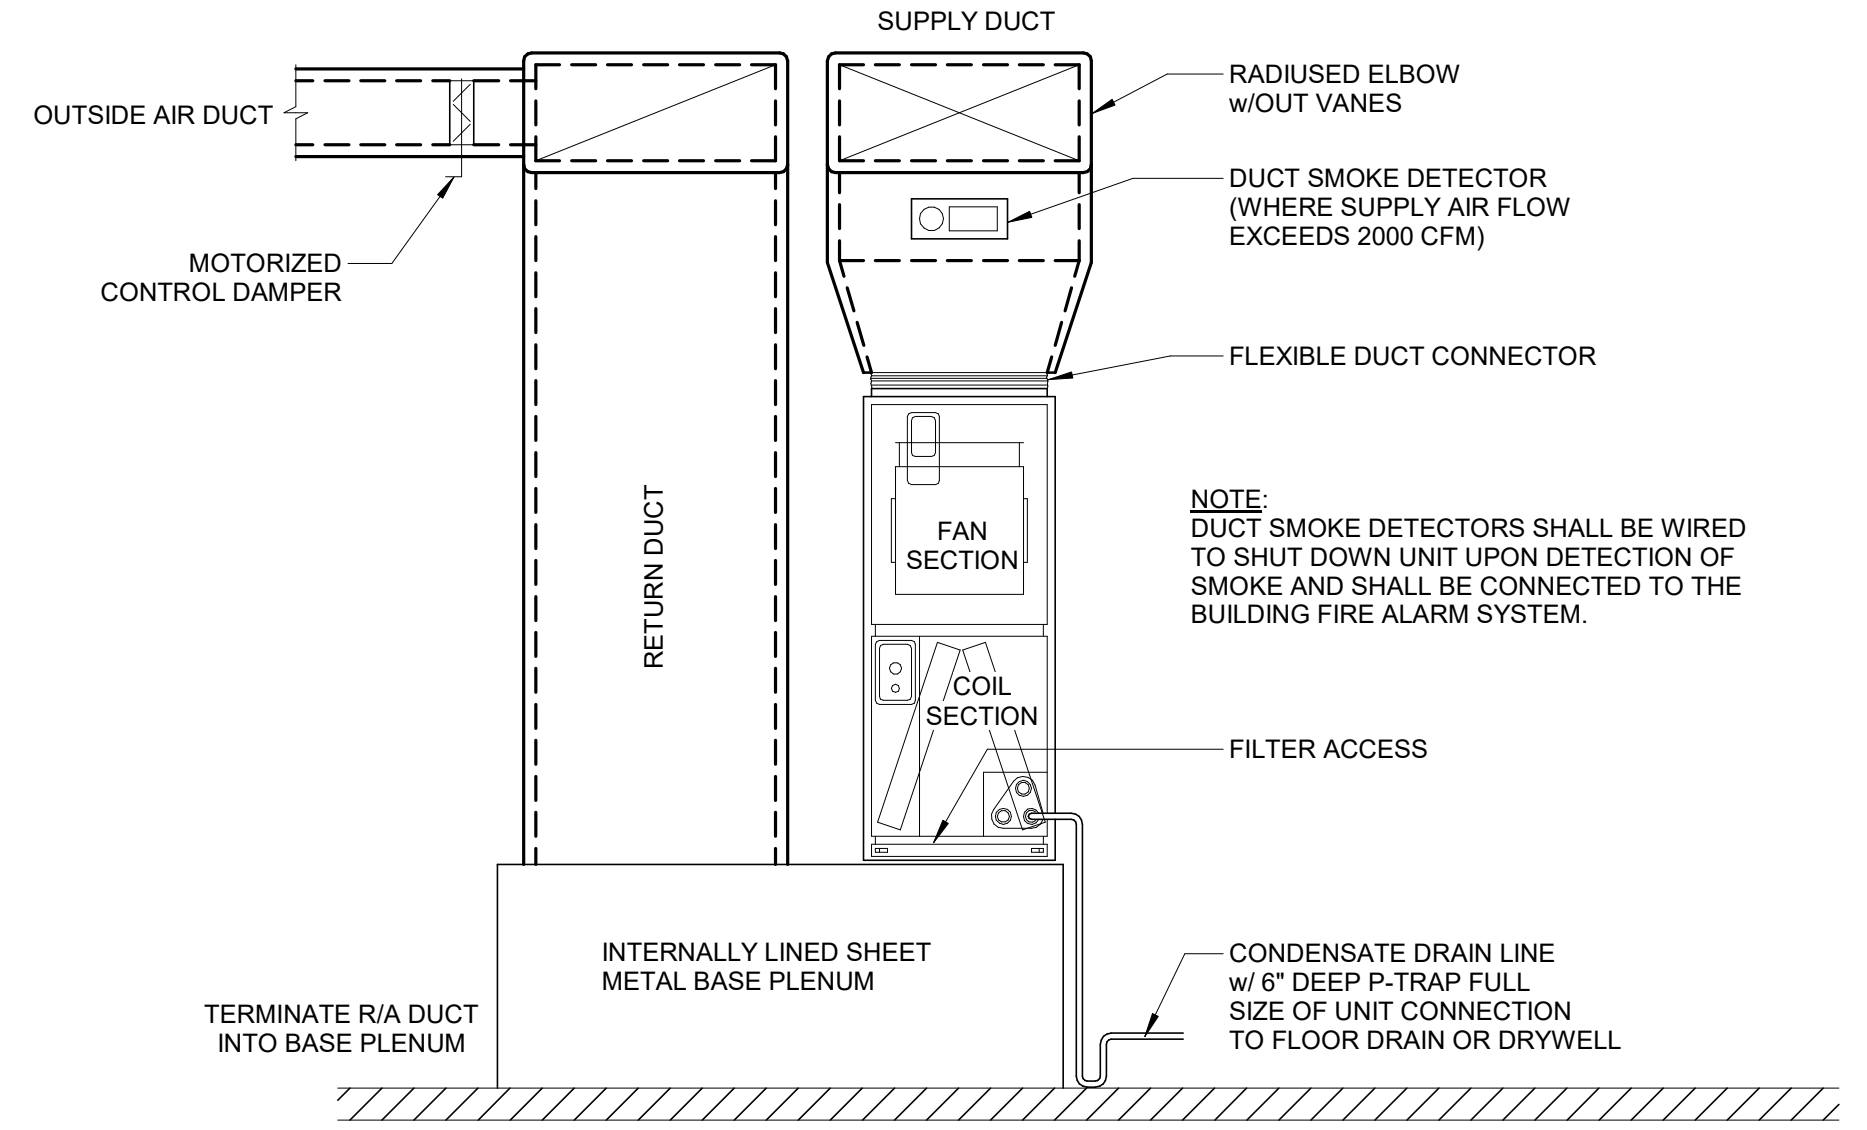 SUPPLY DUCT
OUTSIDE AIR DUCT
RADIUSED ELBOW
w/OUT VANES
DUCT SMOKE DETECTOR
(WHERE SUPPLY AIR FLOW
EXCEEDS 2000 CFM)
MOTORIZED
CONTROL DAMPER
FLEXIBLE DUCT CONNECTOR
RETURN DUCT
FAN
SECTION
NOTE:
DUCT SMOKE DETECTORS SHALL BE WIRED
TO SHUT DOWN UNIT UPON DETECTION OF
SMOKE AND SHALL BE CONNECTED TO THE
BUILDING FIRE ALARM SYSTEM.
COIL
SECTION
FILTER ACCESS
INTERNALLY LINED SHEET
METAL BASE PLENUM
TERMINATE R/A DUCT
INTO BASE PLENUM
CONDENSATE DRAIN LINE
w/ 6" DEEP P-TRAP FULL
SIZE OF UNIT CONNECTION
TO FLOOR DRAIN OR DRYWELL